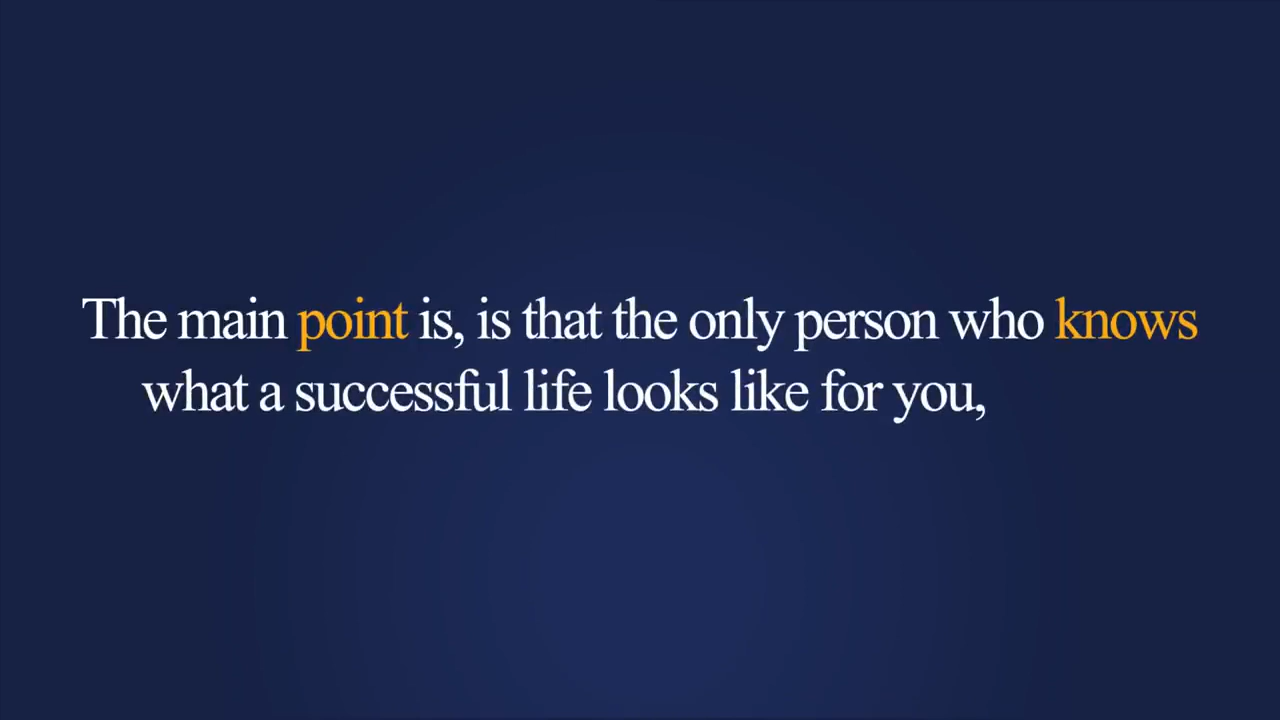 The main point is, is that the only person who knows
what a successful life looks like for you,